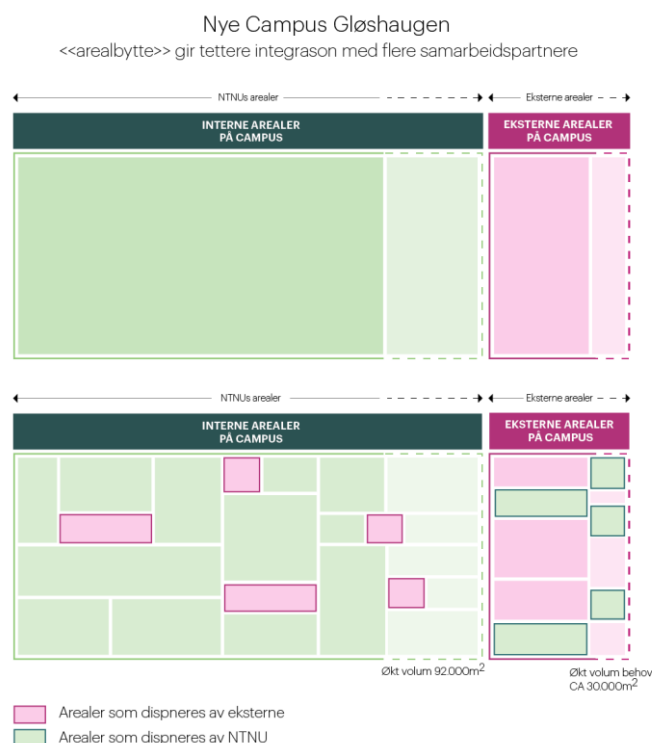 Nye Campus Gløshaugen
<<arealbytte>> gir tettere integrason med flere samarbeidspartnere
NTNUs arealer
Eksterne arealer
INTERNE AREALER
PÅ CAMPUS
EKSTERNE AREALER
PÅ CAMPUS
NTNUs arealer
Eksterne arealer
INTERNE AREALER
PÅ CAMPUS
EKSTERNE AREALER
PÅ CAMPUS
Økt volum 92.000m²
Økt volum behov
CA 30.000m²
Arealer som dispneres av eksterne
Arealer som dispneres av NTNU